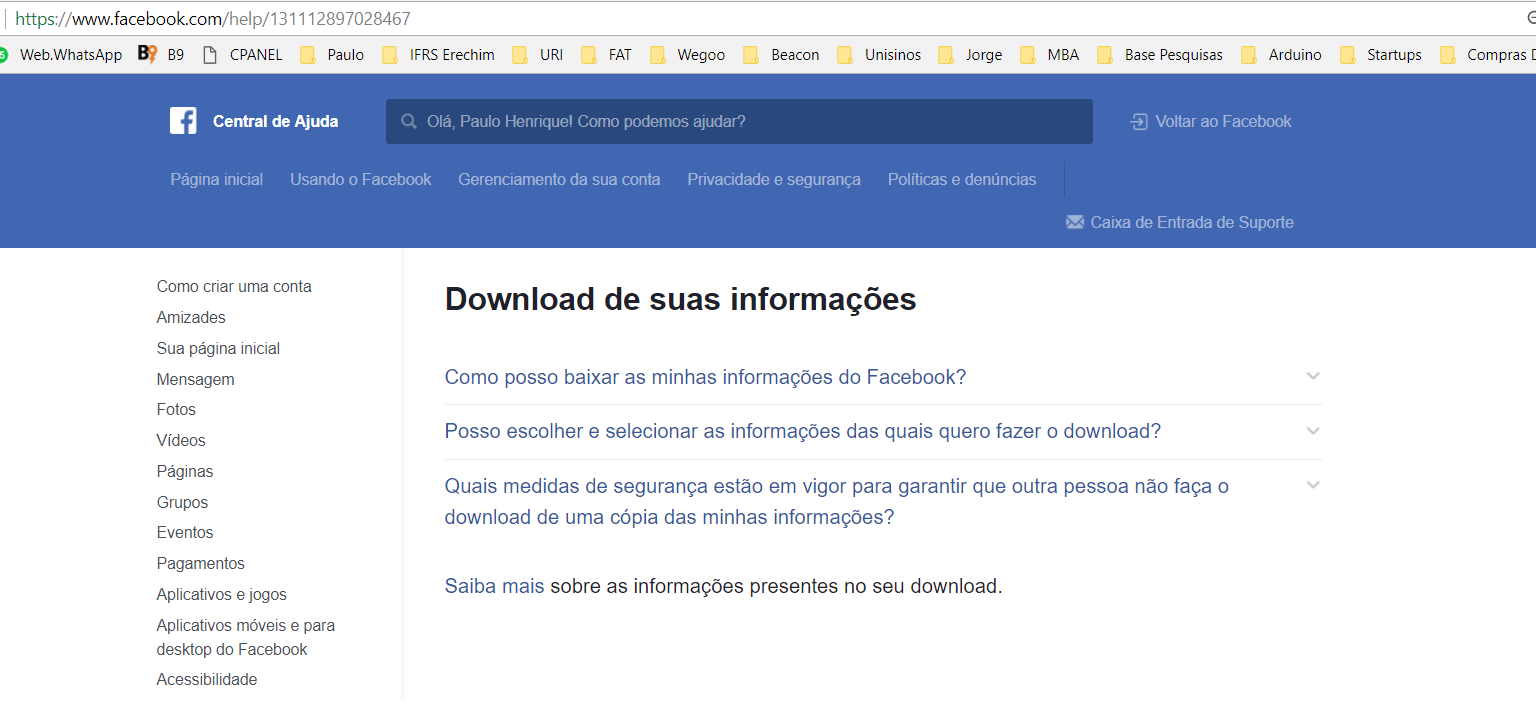 https://www.facebook.com/help/131112897028467
Web.WhatsApp B9 B9 CPANEL Paulo IFRS Erechim URI FAT Wegoo Beacon Unisinos Jorge MBA Base Pesquisas Arduino Startups Compras
Central de Ajuda Olá, Paulo Henrique! Como podemos ajudar? Voltar ao Facebook
Página inicial Usando o Facebook Gerenciamento da sua conta Privacidade e segurança Políticas e denúncias
Caixa de Entrada de Suporte
Como criar uma conta
Amizades
Sua página inicial
Mensagem
Fotos
Vídeos
Páginas
Grupos
Eventos
Pagamentos
Aplicativos e jogos
Aplicativos móveis e para
desktop do Facebook
Acessibilidade
Download de suas informações
Como posso baixar as minhas informações do Facebook?
Posso escolher e selecionar as informações das quais quero fazer o download?
Quais medidas de segurança estão em vigor para garantir que outra pessoa não faça o
download de uma cópia das minhas informações?
Saiba mais sobre as informações presentes no seu download.